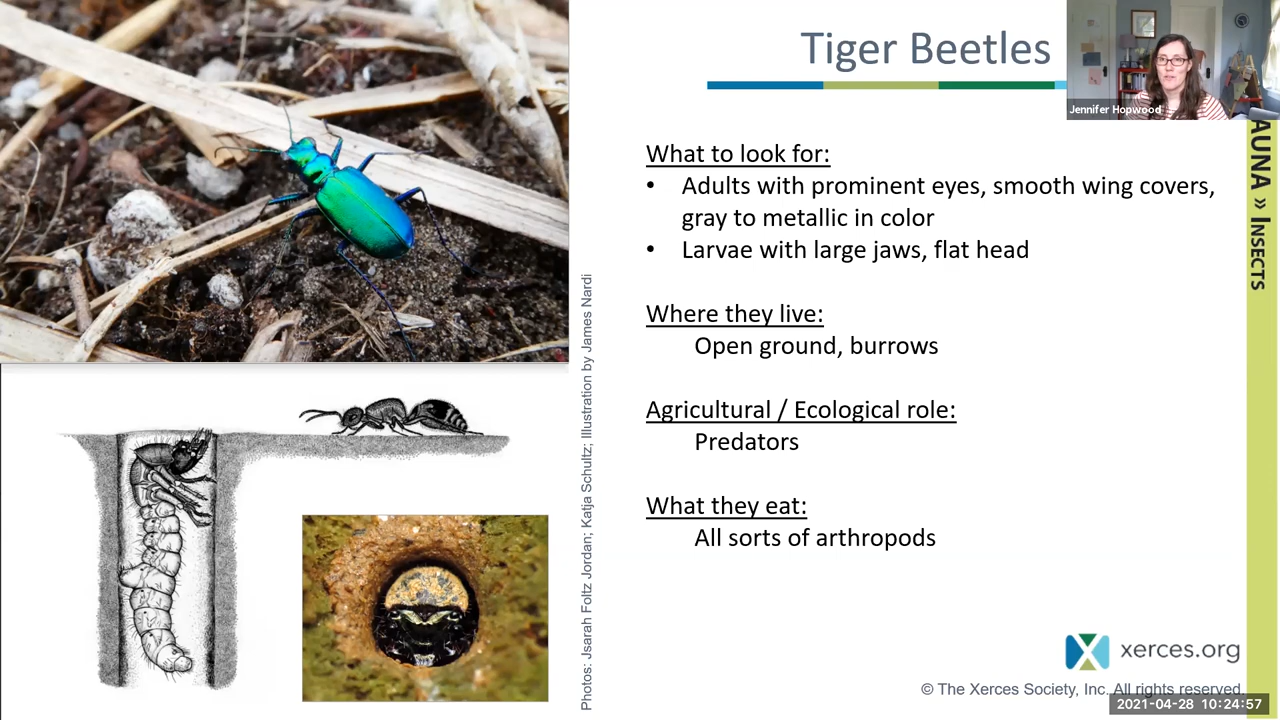 Tiger Beetles
Jennifer Hopwood
What to look for:
• Adults with prominent eyes, smooth wing covers,
gray to metallic in color
• Larvae with large jaws, flat head
Where they live:
Open ground, burrows
Agricultural / Ecological role:
Predators
What they eat:
All sorts of arthropods
Photos: Jsarah Foltz Jordan; Katja Schultz; Illustration by James Nardi
AUNA » INSECTS
xerces.org
© The Xerces Society, Inc. All rights reserved.
2021-04-28 10:24:57